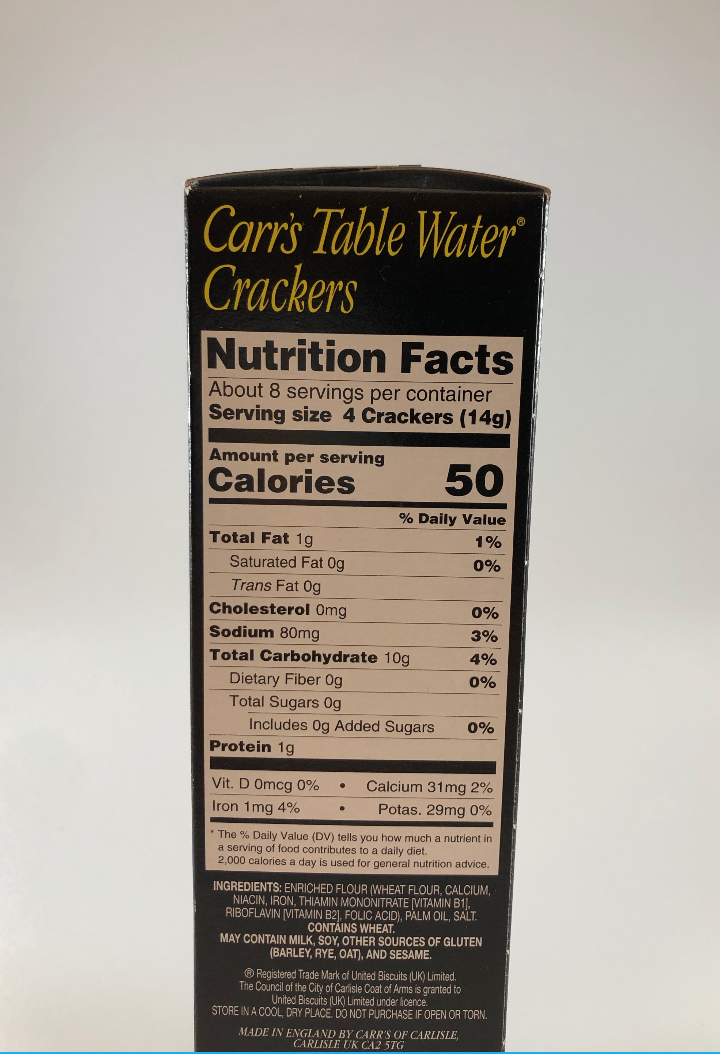 Carr's Table Water®
Crackers
Nutrition Facts
About 8 servings per container
Serving size 4 Crackers (14g)
Amount per serving
Calories 50
% Daily Value
Total Fat 1g 1%
Saturated Fat 0g 0%
Trans Fat 0g
Cholesterol 0mg 0%
Sodium 80mg 3%
Total Carbohydrate 10g 4%
Dietary Fiber 0g 0%
Total Sugars 0g
Includes 0g Added Sugars 0%
Protein 1g
Vit. D 0mcg 0% • Calcium 31mg 2%
Iron 1mg 4% • Potas. 29mg 0%
* The % Daily Value (DV) tells you how much a nutrient in
a serving of food contributes to a daily diet.
2,000 calories a day is used for general nutrition advice.
INGREDIENTS: ENRICHED FLOUR (WHEAT FLOUR, CALCIUM,
NIACIN, IRON, THIAMIN MONONITRATE [VITAMIN B1],
RIBOFLAVIN [VITAMIN B2], FOLIC ACID), PALM OIL, SALT.
CONTAINS WHEAT.
MAY CONTAIN MILK, SOY, OTHER SOURCES OF GLUTEN
(BARLEY, RYE, OAT), AND SESAME.
® Registered Trade Mark of United Biscuits (UK) Limited.
The Council of the City of Carlisle Coat of Arms is granted to
United Biscuits (UK) Limited under licence.
STORE IN A COOL, DRY PLACE. DO NOT PURCHASE IF OPEN OR TORN.
MADE IN ENGLAND BY CARR'S OF CARLISLE,
CARLISLE UK CA2 5TG